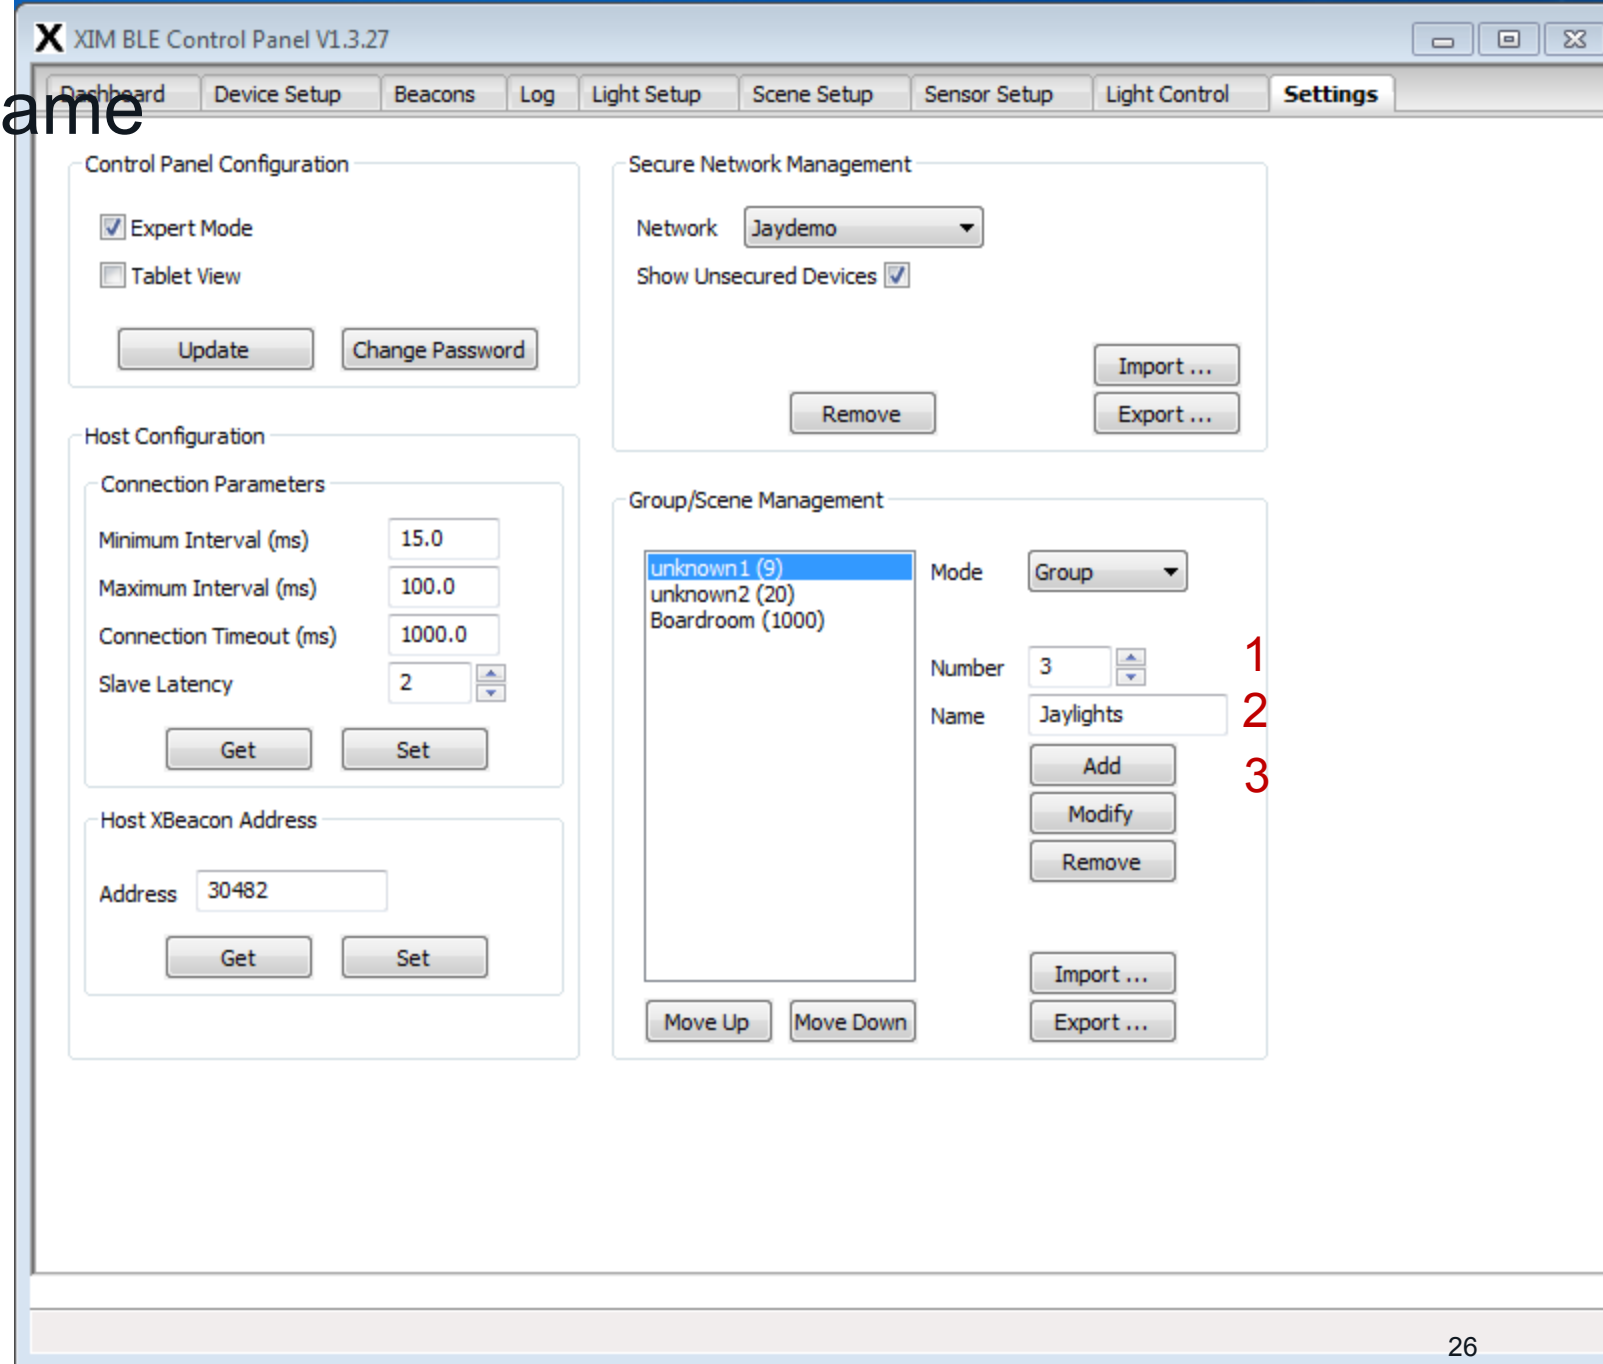 XIM BLE Control Panel V1.3.27
Dashboard Device Setup Beacons Log Light Setup Scene Setup Sensor Setup Light Control Settings
ame
Control Panel Configuration
Expert Mode
Tablet View
Update Change Password
Host Configuration
Connection Parameters
Minimum Interval (ms) 15.0
Maximum Interval (ms) 100.0
Connection Timeout (ms) 1000.0
Slave Latency 2
Get Set
Host XBeacon Address
Address 30482
Get Set
Secure Network Management
Network Jaydemo
Show Unsecured Devices
Import ...
Remove Export ...
Group/Scene Management
unknown1 (9)
unknown2 (20)
Boardroom (1000)
Move Up Move Down
Mode Group
Number 3 1
Name Jaylights 2
Add 3
Modify
Remove
Import ...
Export ...
26